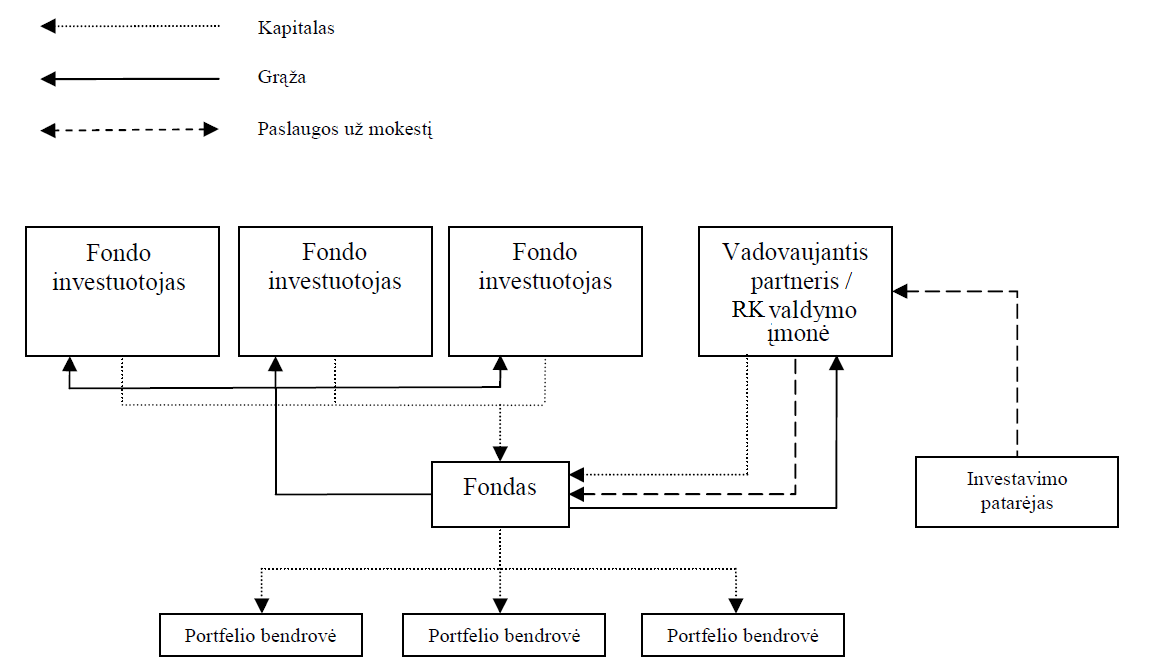 Kapitalas
Grąža
Paslaugos už mokestį
Fondo
investuotojas
Fondo
investuotojas
Fondo
investuotojas
Vadovaujantis
partneris /
RK valdymo
įmonė
Fondas
Investavimo
patarėjas
Portfelio bendrovė
Portfelio bendrovė
Portfelio bendrovė